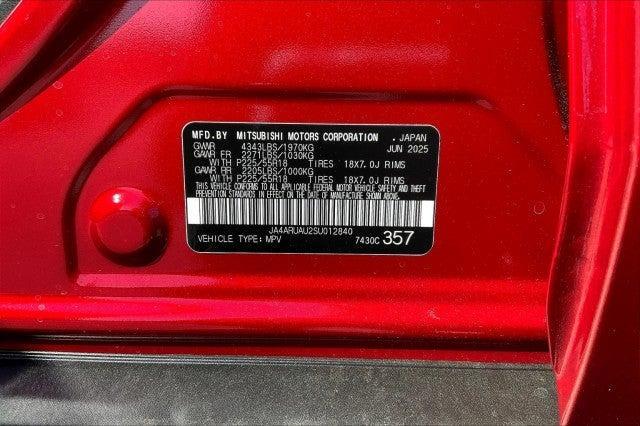 MFD.BY MITSUBISHI MOTORS CORPORATION. JAPAN
GWWR 4343LBS/1970KG JUN 2025
GAWR FR 2271LBS/1030KG
WITH P225/55R18 TIRES 18X7.0J RIMS
GAWR RR 2205LBS/1000KG
WITH P225/55R18 TIRES 18X7.0J RIMS
THIS VEHICLE CONFORMS TO ALL APPLICABLE FEDERAL MOTOR VEHICLE SAFETY AND
THEFT PREVENTION STANDARDS IN EFFECT ON THE DATE OF MANUFACTURE SHOWN ABOVE.
JA4ARUAU2SU012840
VEHICLE TYPE: MPV 7430C 357